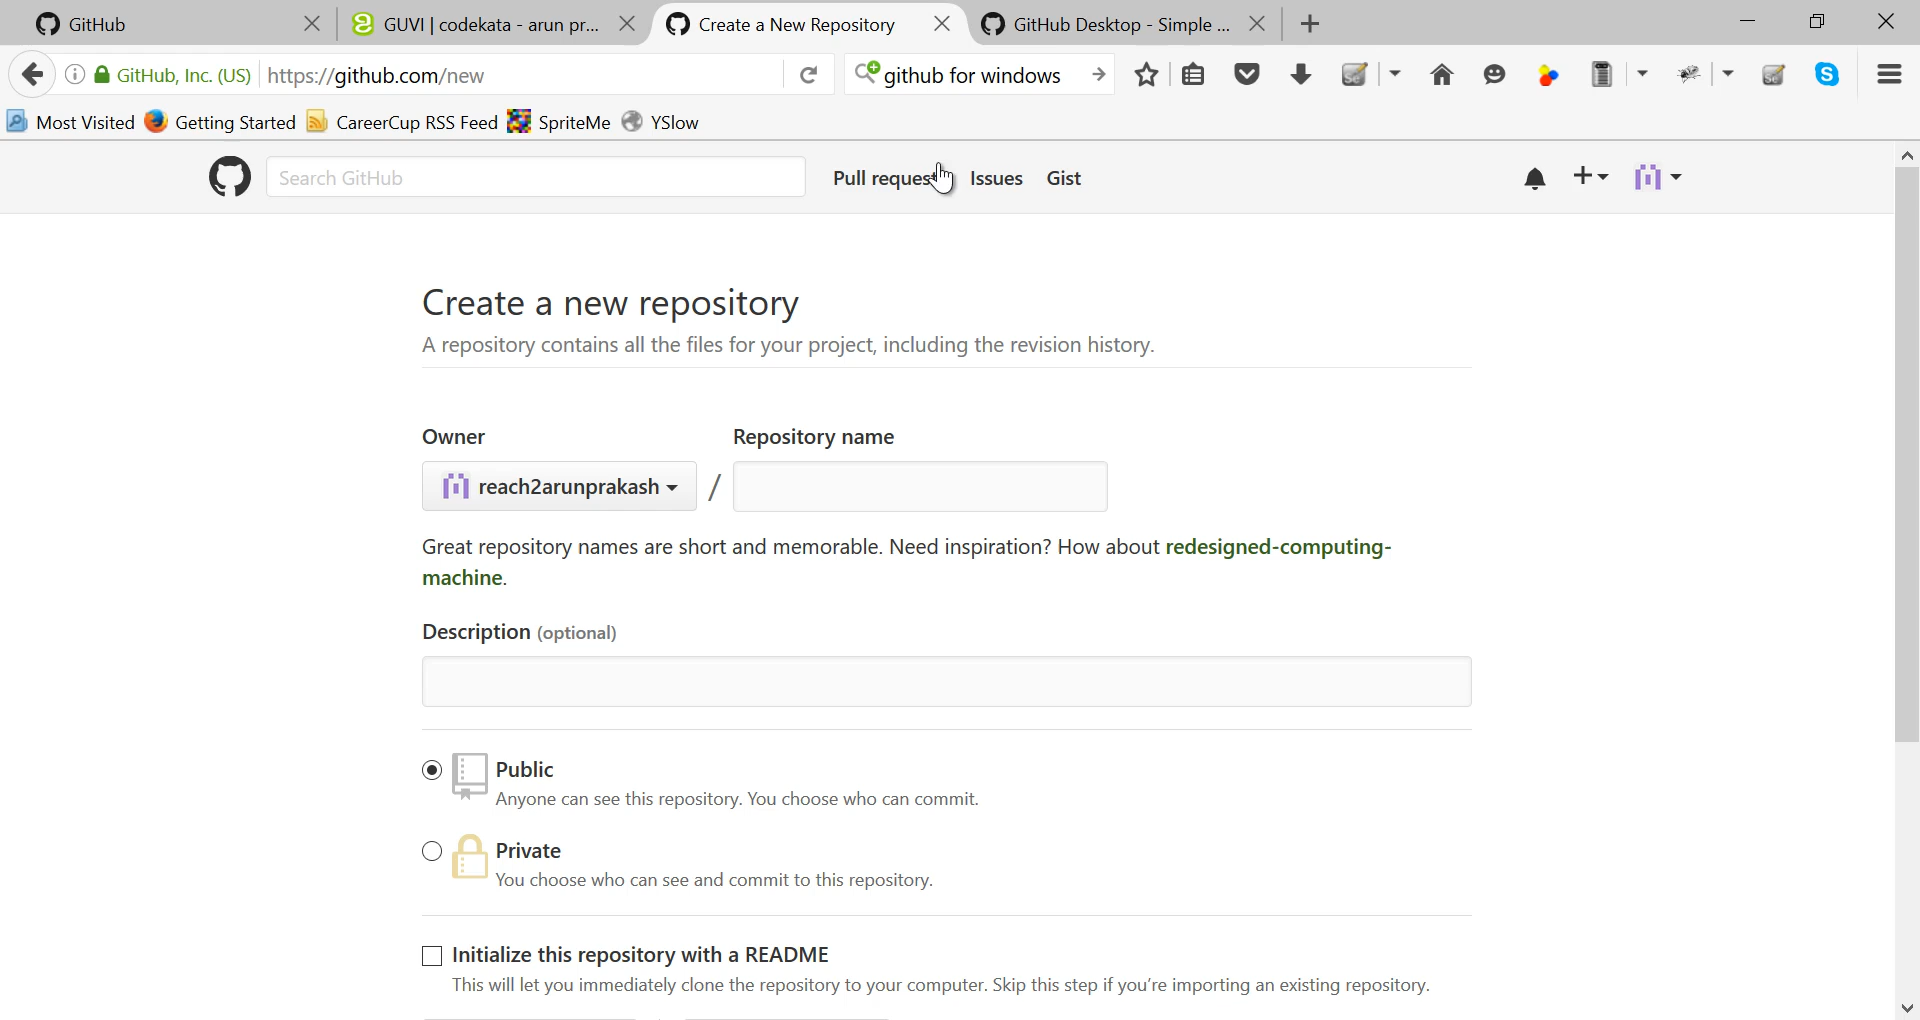 GitHub
GUVI | codekata - arun pr...
Create a New Repository
GitHub Desktop - Simple ...
GitHub, Inc. (US)
https://github.com/new
github for windows
Most Visited
Getting Started
CareerCup RSS Feed
SpriteMe
YSlow
Search GitHub
Issues
Gist
Create a new repository
A repository contains all the files for your project, including the revision history.
Owner
Repository name
reach2arunprakash
/
Great repository names are short and memorable. Need inspiration? How about redesigned-computing-
machine.
Description (optional)
Public
Anyone can see this repository. You choose who can commit.
Private
You choose who can see and commit to this repository.
Initialize this repository with a README
This will let you immediately clone the repository to your computer. Skip this step if you're importing an existing repository.